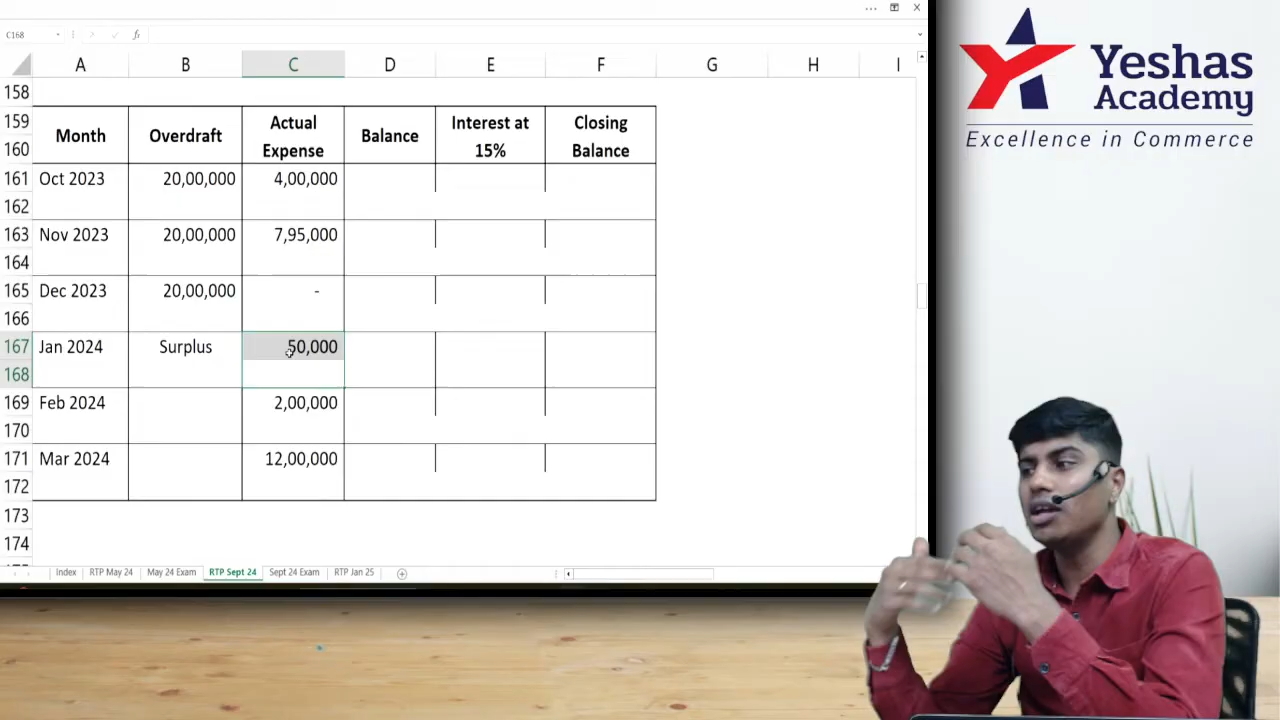 Yeshas
Academy
Excellence in Commerce
C168
fx
A B C D E F G H I
158
159 Month Overdraft Actual Balance Interest at Closing
160 Expense 15% Balance
161 Oct 2023 20,00,000 4,00,000
162
163 Nov 2023 20,00,000 7,95,000
164
165 Dec 2023 20,00,000 -
166
167 Jan 2024 Surplus 50,000
168
169 Feb 2024 2,00,000
170
171 Mar 2024 12,00,000
172
173
174
Index RTP May 24 May 24 Exam RTP Sept 24 Sept 24 Exam RTP Jan 25